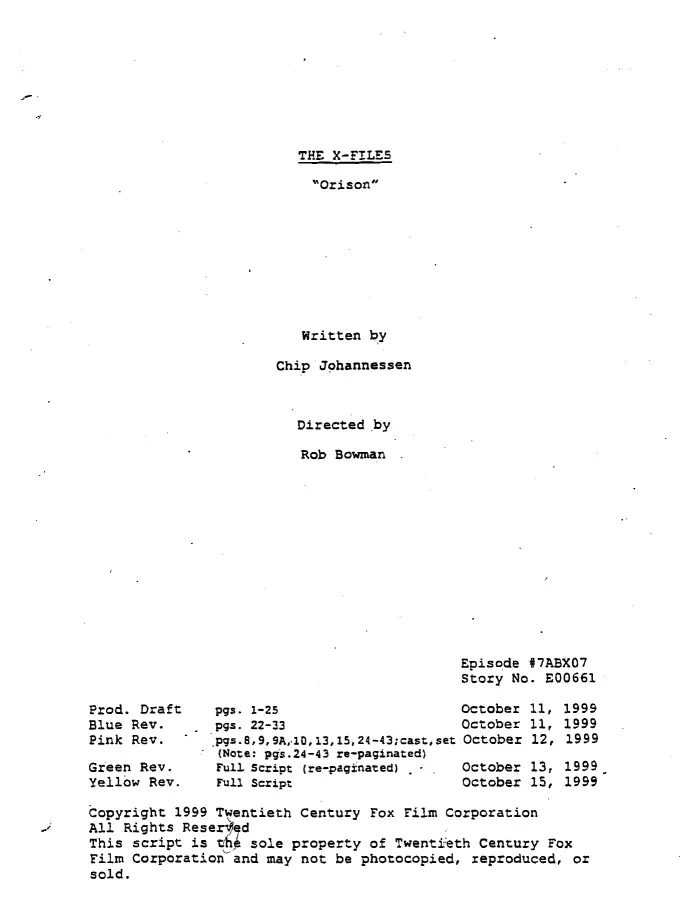 THE X-FILES
"Orison"
Written by
Chip Johannessen
Directed by
Rob Bowman
Episode #7ABX07
Story No. E00661
Prod. Draft pgs. 1-25 October 11, 1999
Blue Rev. pgs. 22-33 October 11, 1999
Pink Rev. pgs.8,9,9A,10,13,15,24-43;cast,set October 12, 1999
(Note: pgs.24-43 re-paginated)
Green Rev. Full Script (re-paginated) October 13, 1999
Yellow Rev. Full Script October 15, 1999
Copyright 1999 Twentieth Century Fox Film Corporation
All Rights Reserved
This script is the sole property of Twentieth Century Fox
Film Corporation and may not be photocopied, reproduced, or
sold.